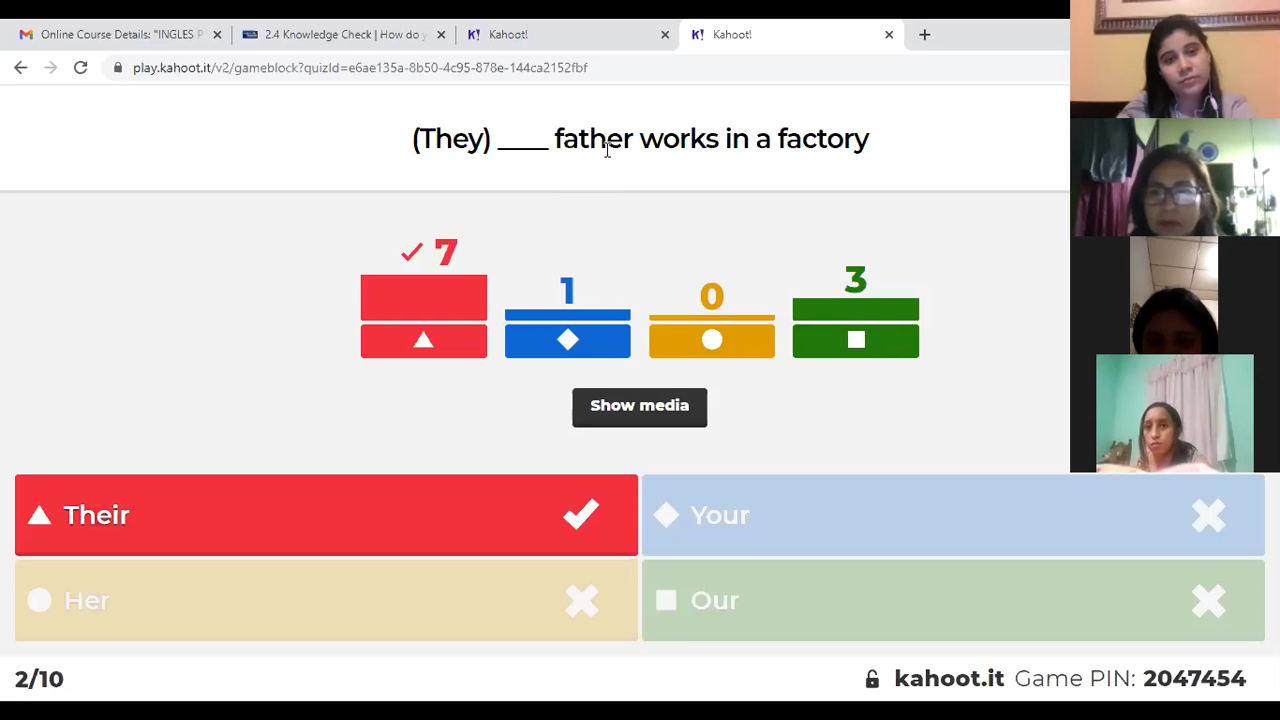 Online Course Details: "INGLES P
2.4 Knowledge Check | How do y
Kahoot!
Kahoot!
play.kahoot.it/v2/gameblock?quizId=e6ae135a-8b50-4c95-878e-144ca2152fbf
(They) ____ father works in a factory
7
1
0
3
Show media
Their
Your
Her
Our
2/10
kahoot.it Game PIN: 2047454